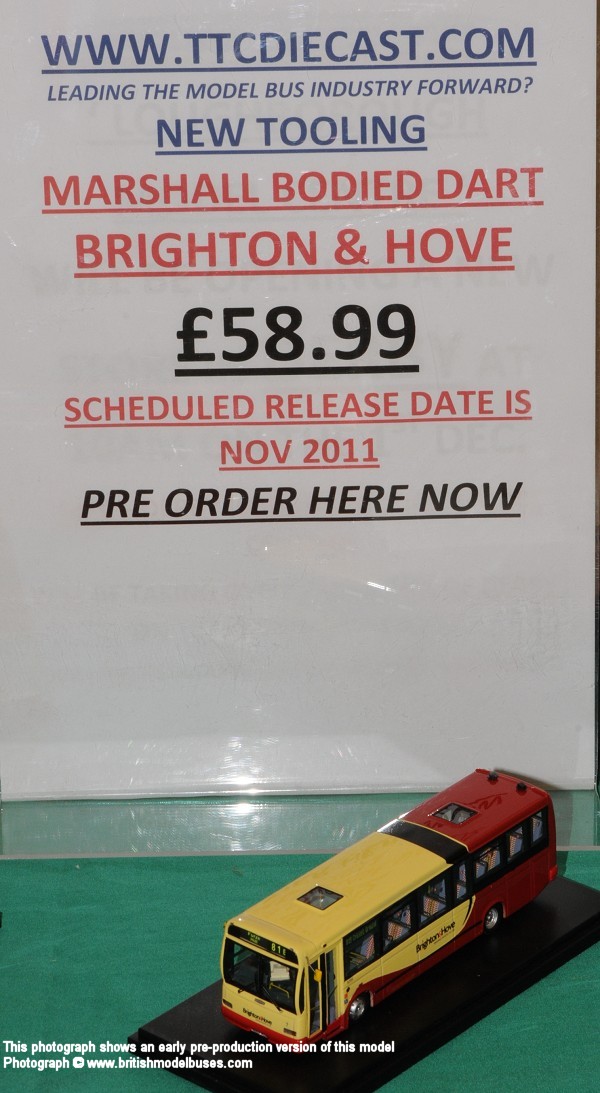 WWW.TTCDIECAST.COM
LEADING THE MODEL BUS INDUSTRY FORWARD?
NEW TOOLING
MARSHALL BODIED DART
BRIGHTON & HOVE
£58.99
SCHEDULED RELEASE DATE IS
NOV 2011
PRE ORDER HERE NOW
Brighton&Hove
Brighton&Hove
This photograph shows an early pre-production version of this model
Photograph © www.britishmodelbuses.com